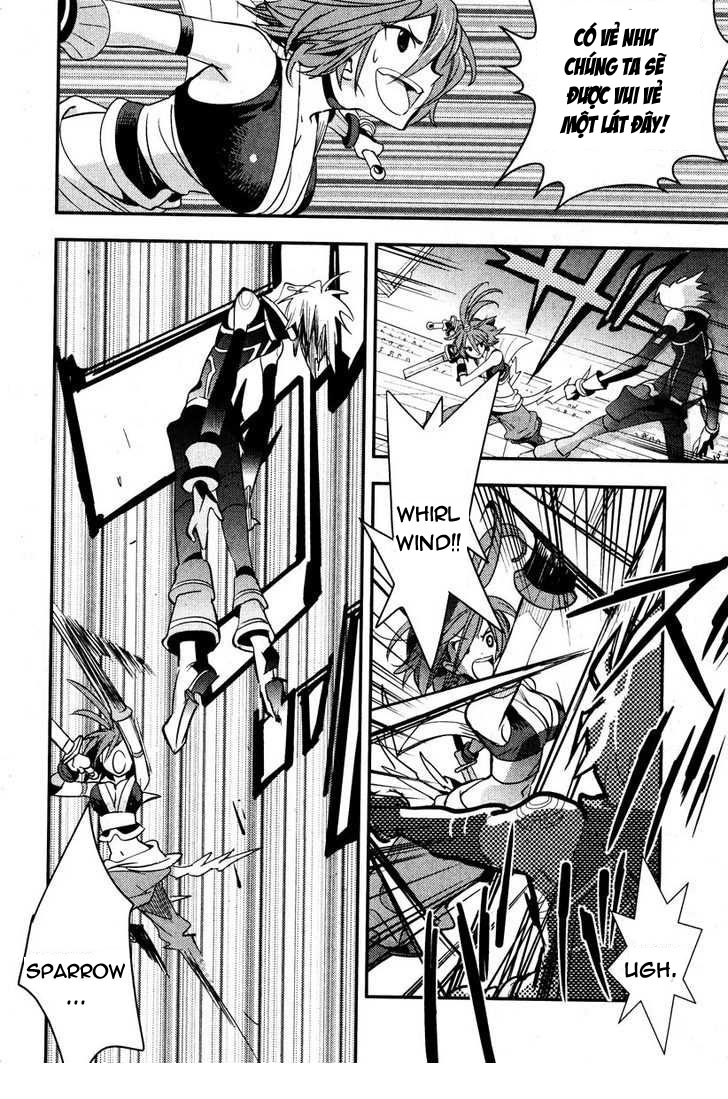 CÓ VẺ NHƯ
CHÚNG TA SẼ
ĐƯỢC VUI VẺ
MỘT LÁT ĐÂY!
WHIRL
WIND!!
UGH.
SPARROW
...